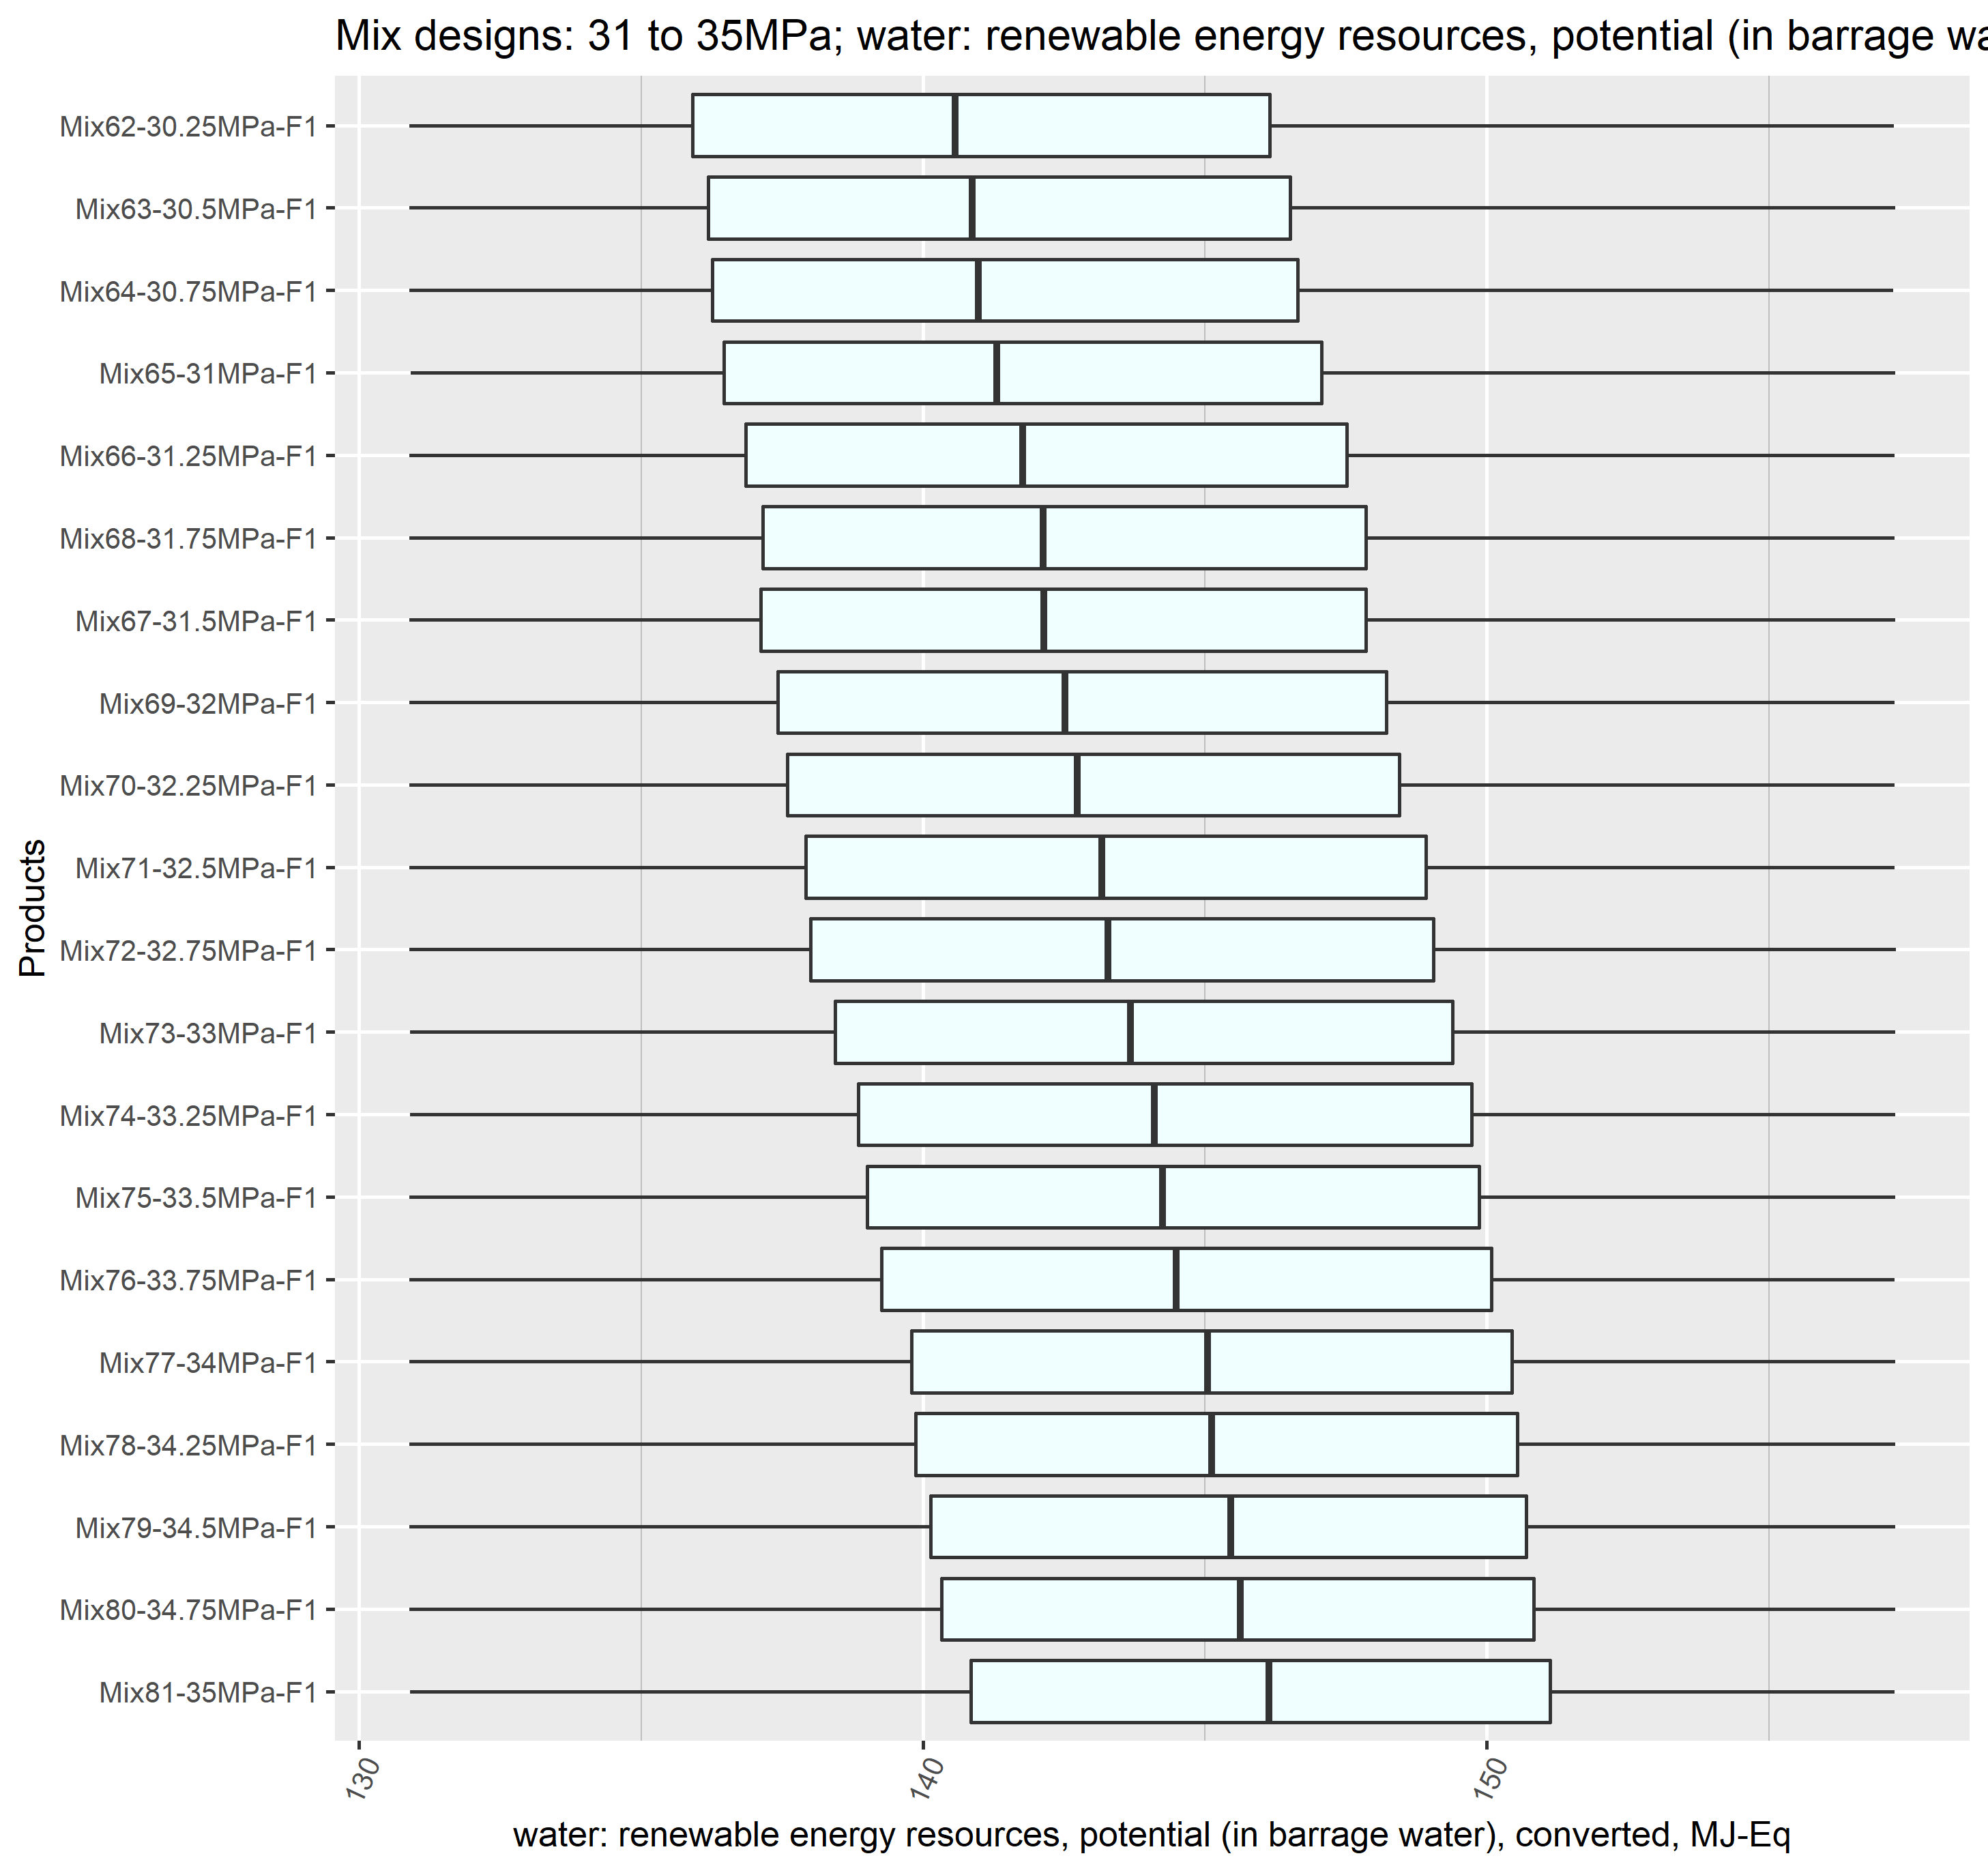 Mix designs: 31 to 35MPa; water: renewable energy resources, potential (in barrage wa
Mix62-30.25MPa-F1
Mix63-30.5MPa-F1
Mix64-30.75MPa-F1
Mix65-31MPa-F1
Mix66-31.25MPa-F1
Mix68-31.75MPa-F1
Mix67-31.5MPa-F1
Mix69-32MPa-F1
Mix70-32.25MPa-F1
Mix71-32.5MPa-F1
Mix72-32.75MPa-F1
Mix73-33MPa-F1
Mix74-33.25MPa-F1
Mix75-33.5MPa-F1
Mix76-33.75MPa-F1
Mix77-34MPa-F1
Mix78-34.25MPa-F1
Mix79-34.5MPa-F1
Mix80-34.75MPa-F1
Mix81-35MPa-F1
Products
130
140
150
water: renewable energy resources, potential (in barrage water), converted, MJ-Eq